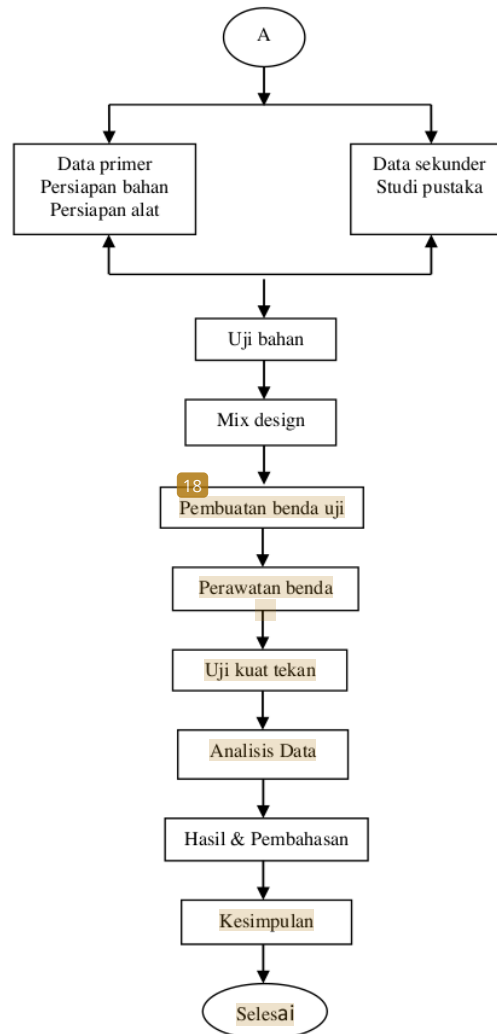 A
Data primer
Persiapan bahan
Persiapan alat
Data sekunder
Studi pustaka
Uji bahan
Mix design
18
Pembuatan benda uji
Perawatan benda
Uji kuat tekan
Analisis Data
Hasil & Pembahasan
Kesimpulan
Selesai